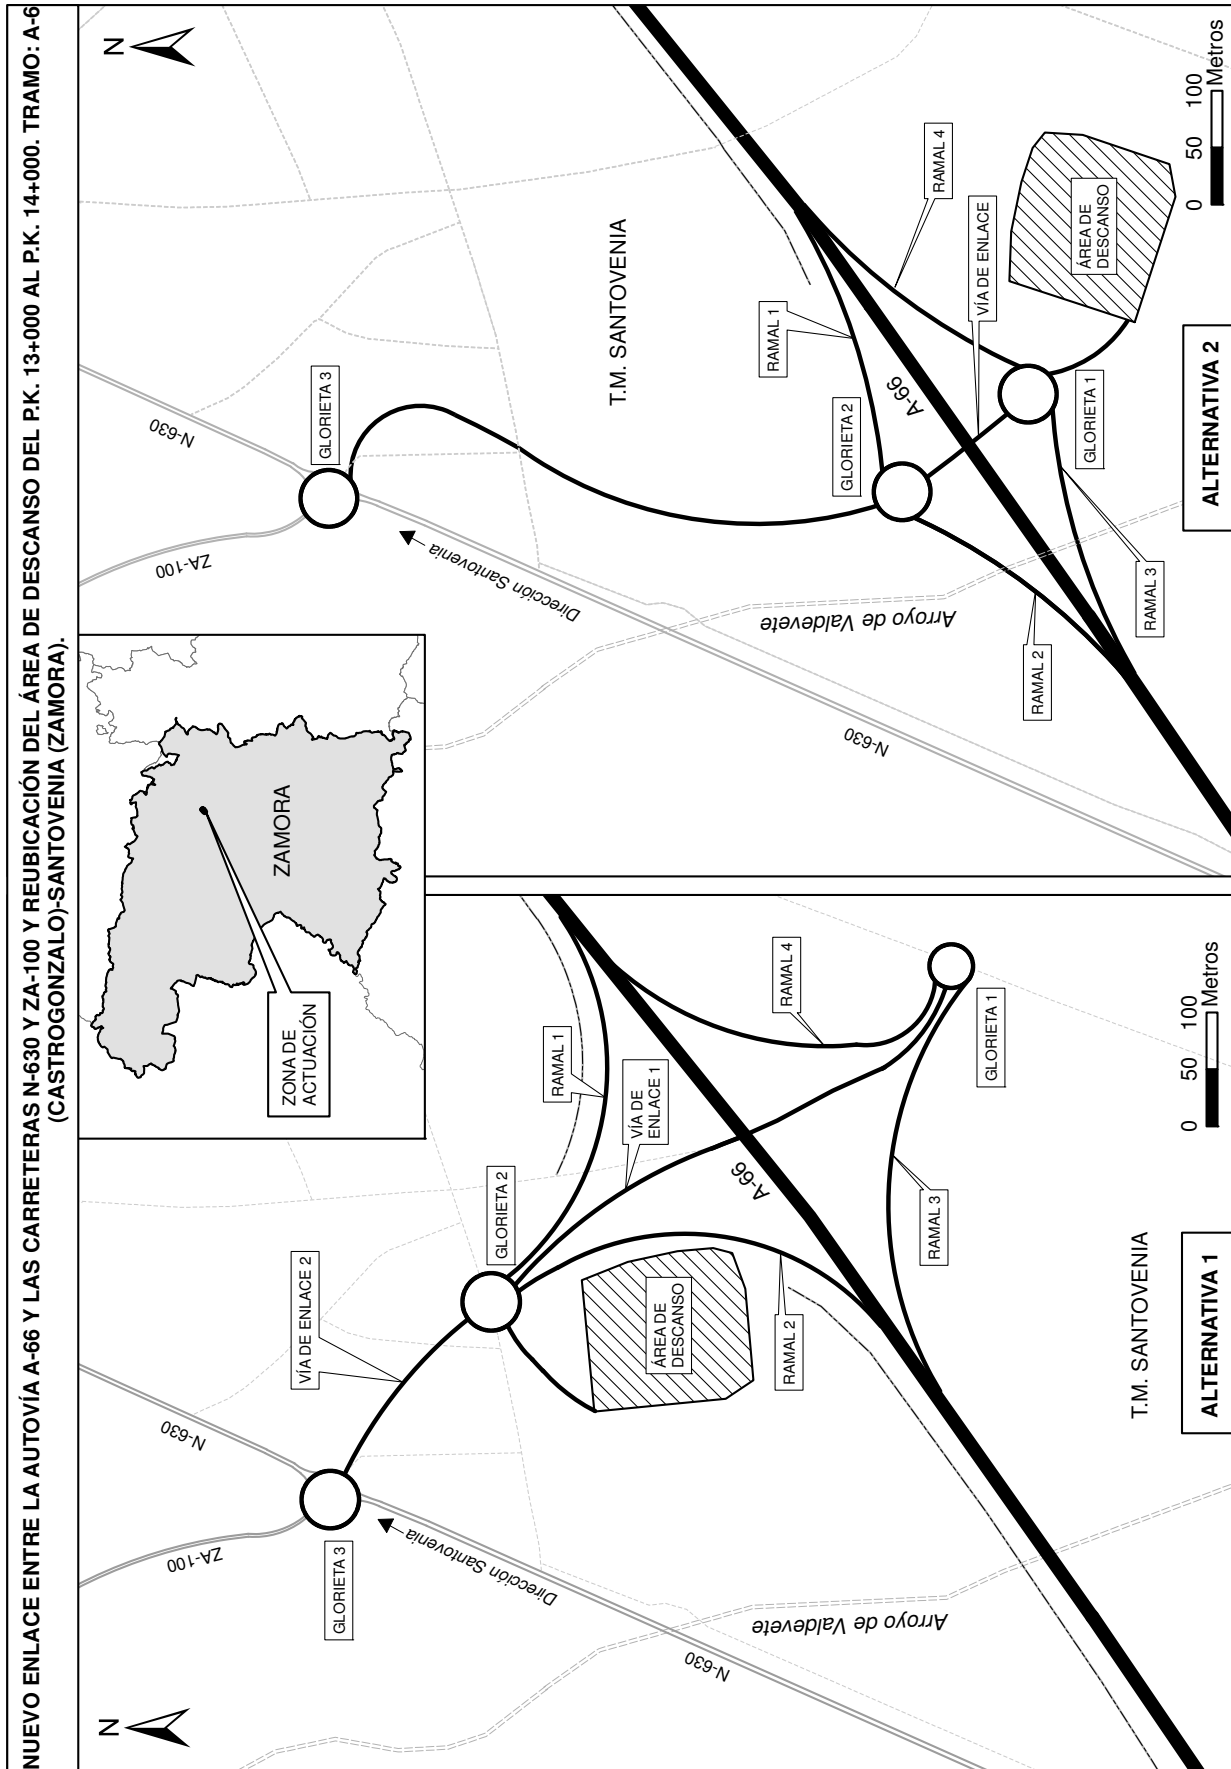 NUEVO ENLACE ENTRE LA AUTOVÍA A-66 Y LAS CARRETERAS N-630 Y ZA-100 Y REUBICACIÓN DEL ÁREA DE DESCANSO DEL P.K. 13+000 AL P.K. 14+000. TRAMO: A-6
(CASTROGONZALO)-SANTOVENIA (ZAMORA).
N
ZA-100
N-630
GLORIETA 3
VÍA DE ENLACE 2
Dirección Santovenia
GLORIETA 2
RAMAL 1
VÍA DE
ENLACE 1
ÁREA DE
DESCANSO
A-66
RAMAL 2
RAMAL 4
N-630
Arroyo de Valdevete
RAMAL 3
GLORIETA 1
T.M. SANTOVENIA
ALTERNATIVA 1
0 50 100
Metros
ZONA DE
ACTUACIÓN
ZAMORA
N
ZA-100
N-630
GLORIETA 3
Dirección Santovenia
T.M. SANTOVENIA
RAMAL 1
GLORIETA 2
A-66
RAMAL 4
VÍA DE ENLACE
N-630
Arroyo de Valdevete
RAMAL 2
RAMAL 3
GLORIETA 1
ÁREA DE
DESCANSO
ALTERNATIVA 2
0 50 100
Metros